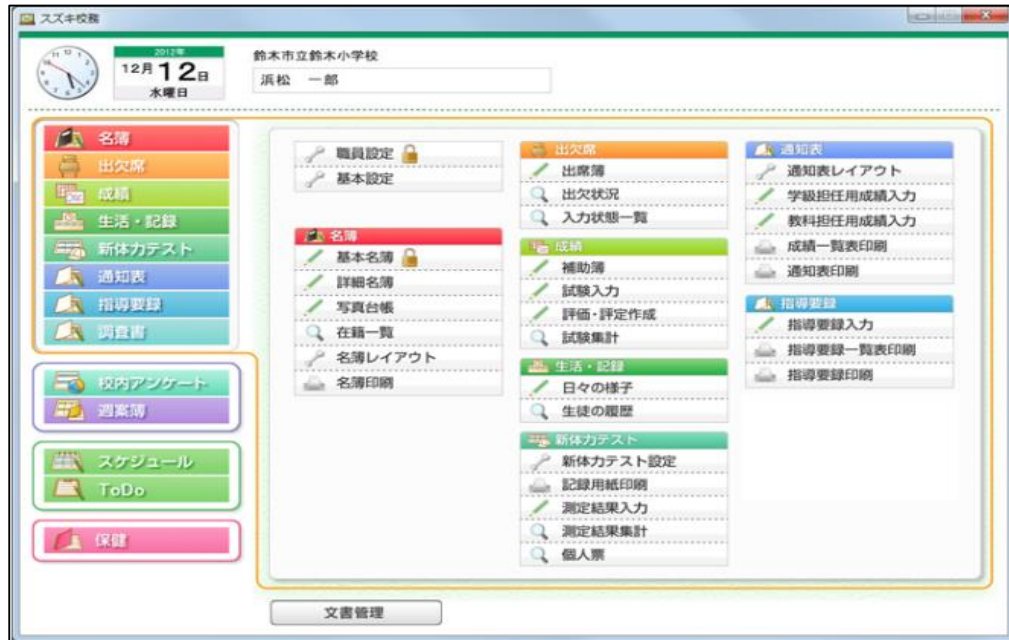 スズキ校務
2012年
12月12日
水曜日
鈴木市立鈴木小学校
浜松 一郎
名簿
出欠席
成績
生活・記録
新体力テスト
通知表
指導要録
調査書
校内アンケート
週案簿
スケジュール
ToDo
保健
職員設定
基本設定
名簿
基本名簿
詳細名簿
写真台帳
在籍一覧
名簿レイアウト
名簿印刷
出欠席
出席簿
出欠状況
入力状態一覧
成績
補助簿
試験入力
評価・評定作成
試験集計
生活・記録
日々の様子
生徒の履歴
新体力テスト
新体力テスト設定
記録用紙印刷
測定結果入力
測定結果集計
個人票
通知表
通知表レイアウト
学級担任用成績入力
教科担任用成績入力
成績一覧表印刷
通知表印刷
指導要録
指導要録入力
指導要録一覧表印刷
指導要録印刷
文書管理